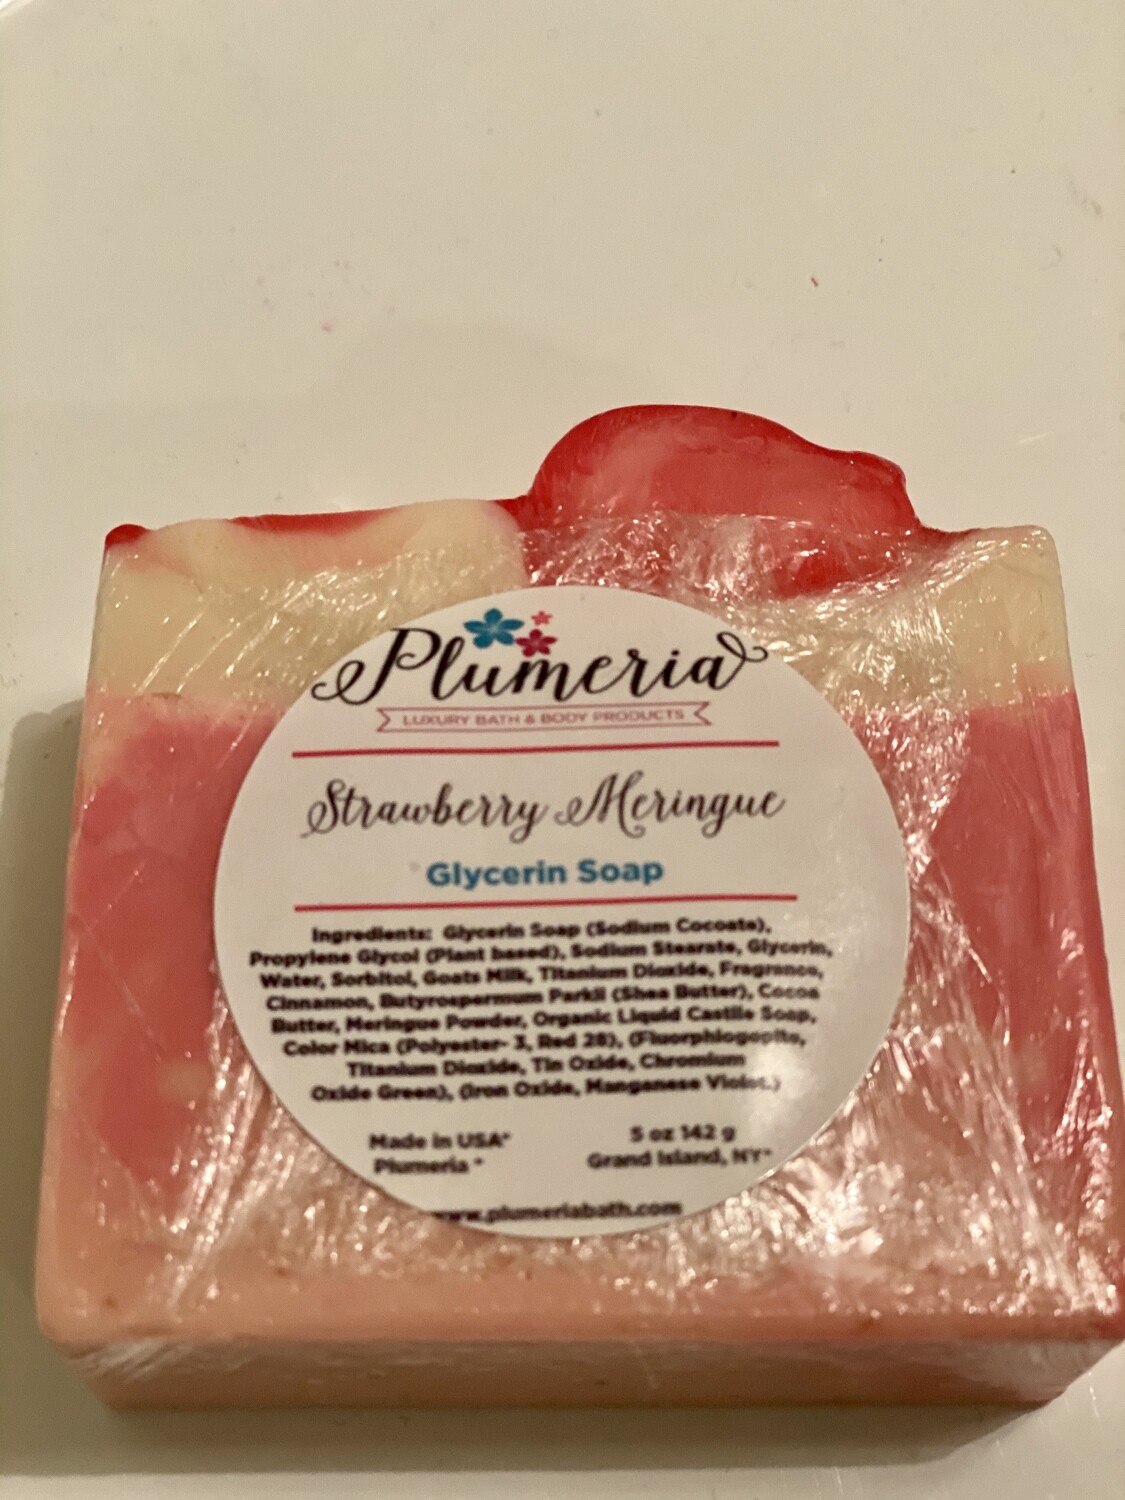 Plumeria
LUXURY BATH & BODY PRODUCTS
Strawberry Meringue
Glycerin Soap
Ingredients: Glycerin Soap (Sodium Cocoate),
Propylene Glycol (Plant based), Sodium Stearate, Glycerin,
Water, Sorbitol, Goats Milk, Titanium Dioxide, Fragrance,
Cinnamon, Butyrospermum Parkii (Shea Butter), Cocoa
Butter, Meringue Powder, Organic Liquid Castile Soap,
Color Mica (Polyester- 3, Red 28), (Fluorphlogopite,
Titanium Dioxide, Tin Oxide, Chromium
Oxide Green), (Iron Oxide, Manganese Violet.)
Made in USA* 5 oz 142 g
Plumeria * Grand Island, NY*
www.plumeriabath.com